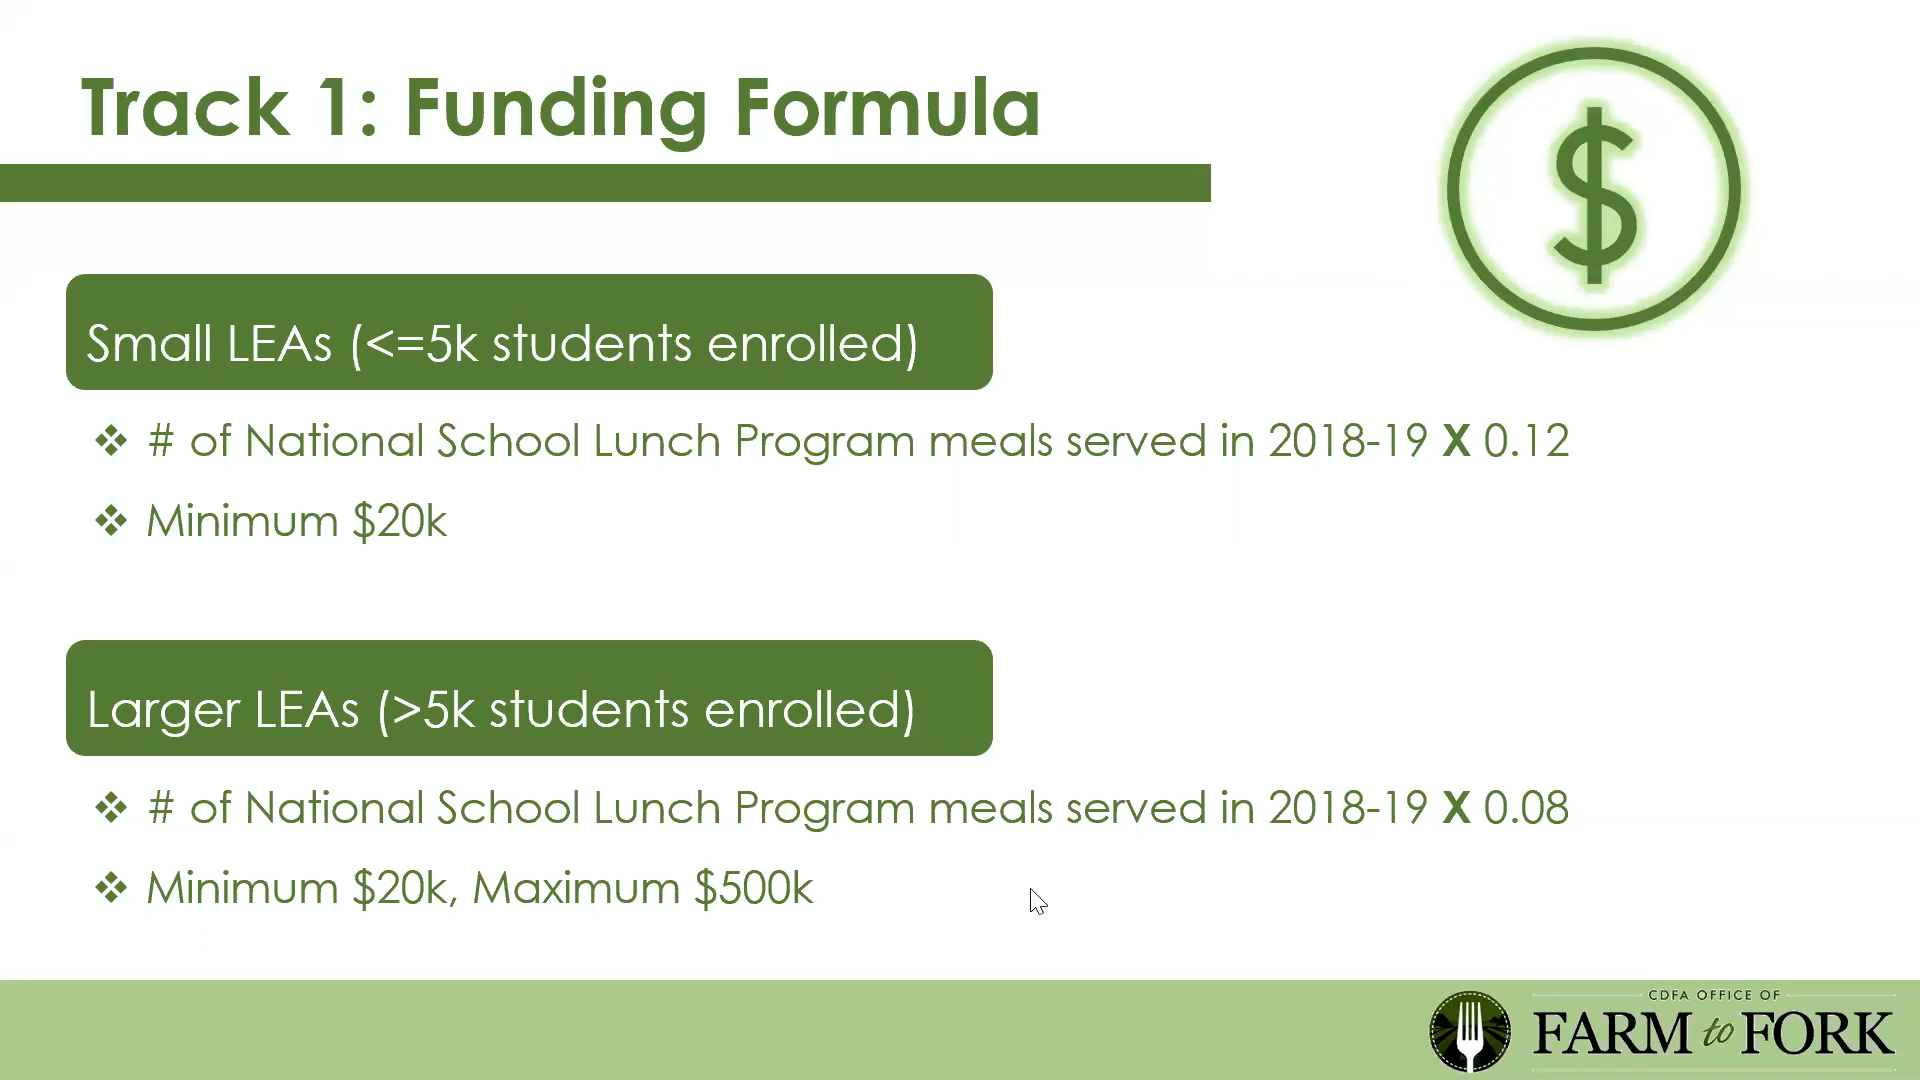 Track 1: Funding Formula
$
Small LEAs (<=5k students enrolled)
❖ # of National School Lunch Program meals served in 2018-19 X 0.12
❖ Minimum $20k
Larger LEAs (>5k students enrolled)
❖ # of National School Lunch Program meals served in 2018-19 X 0.08
❖ Minimum $20k, Maximum $500k
CDFA OFFICE OF
FARM to FORK